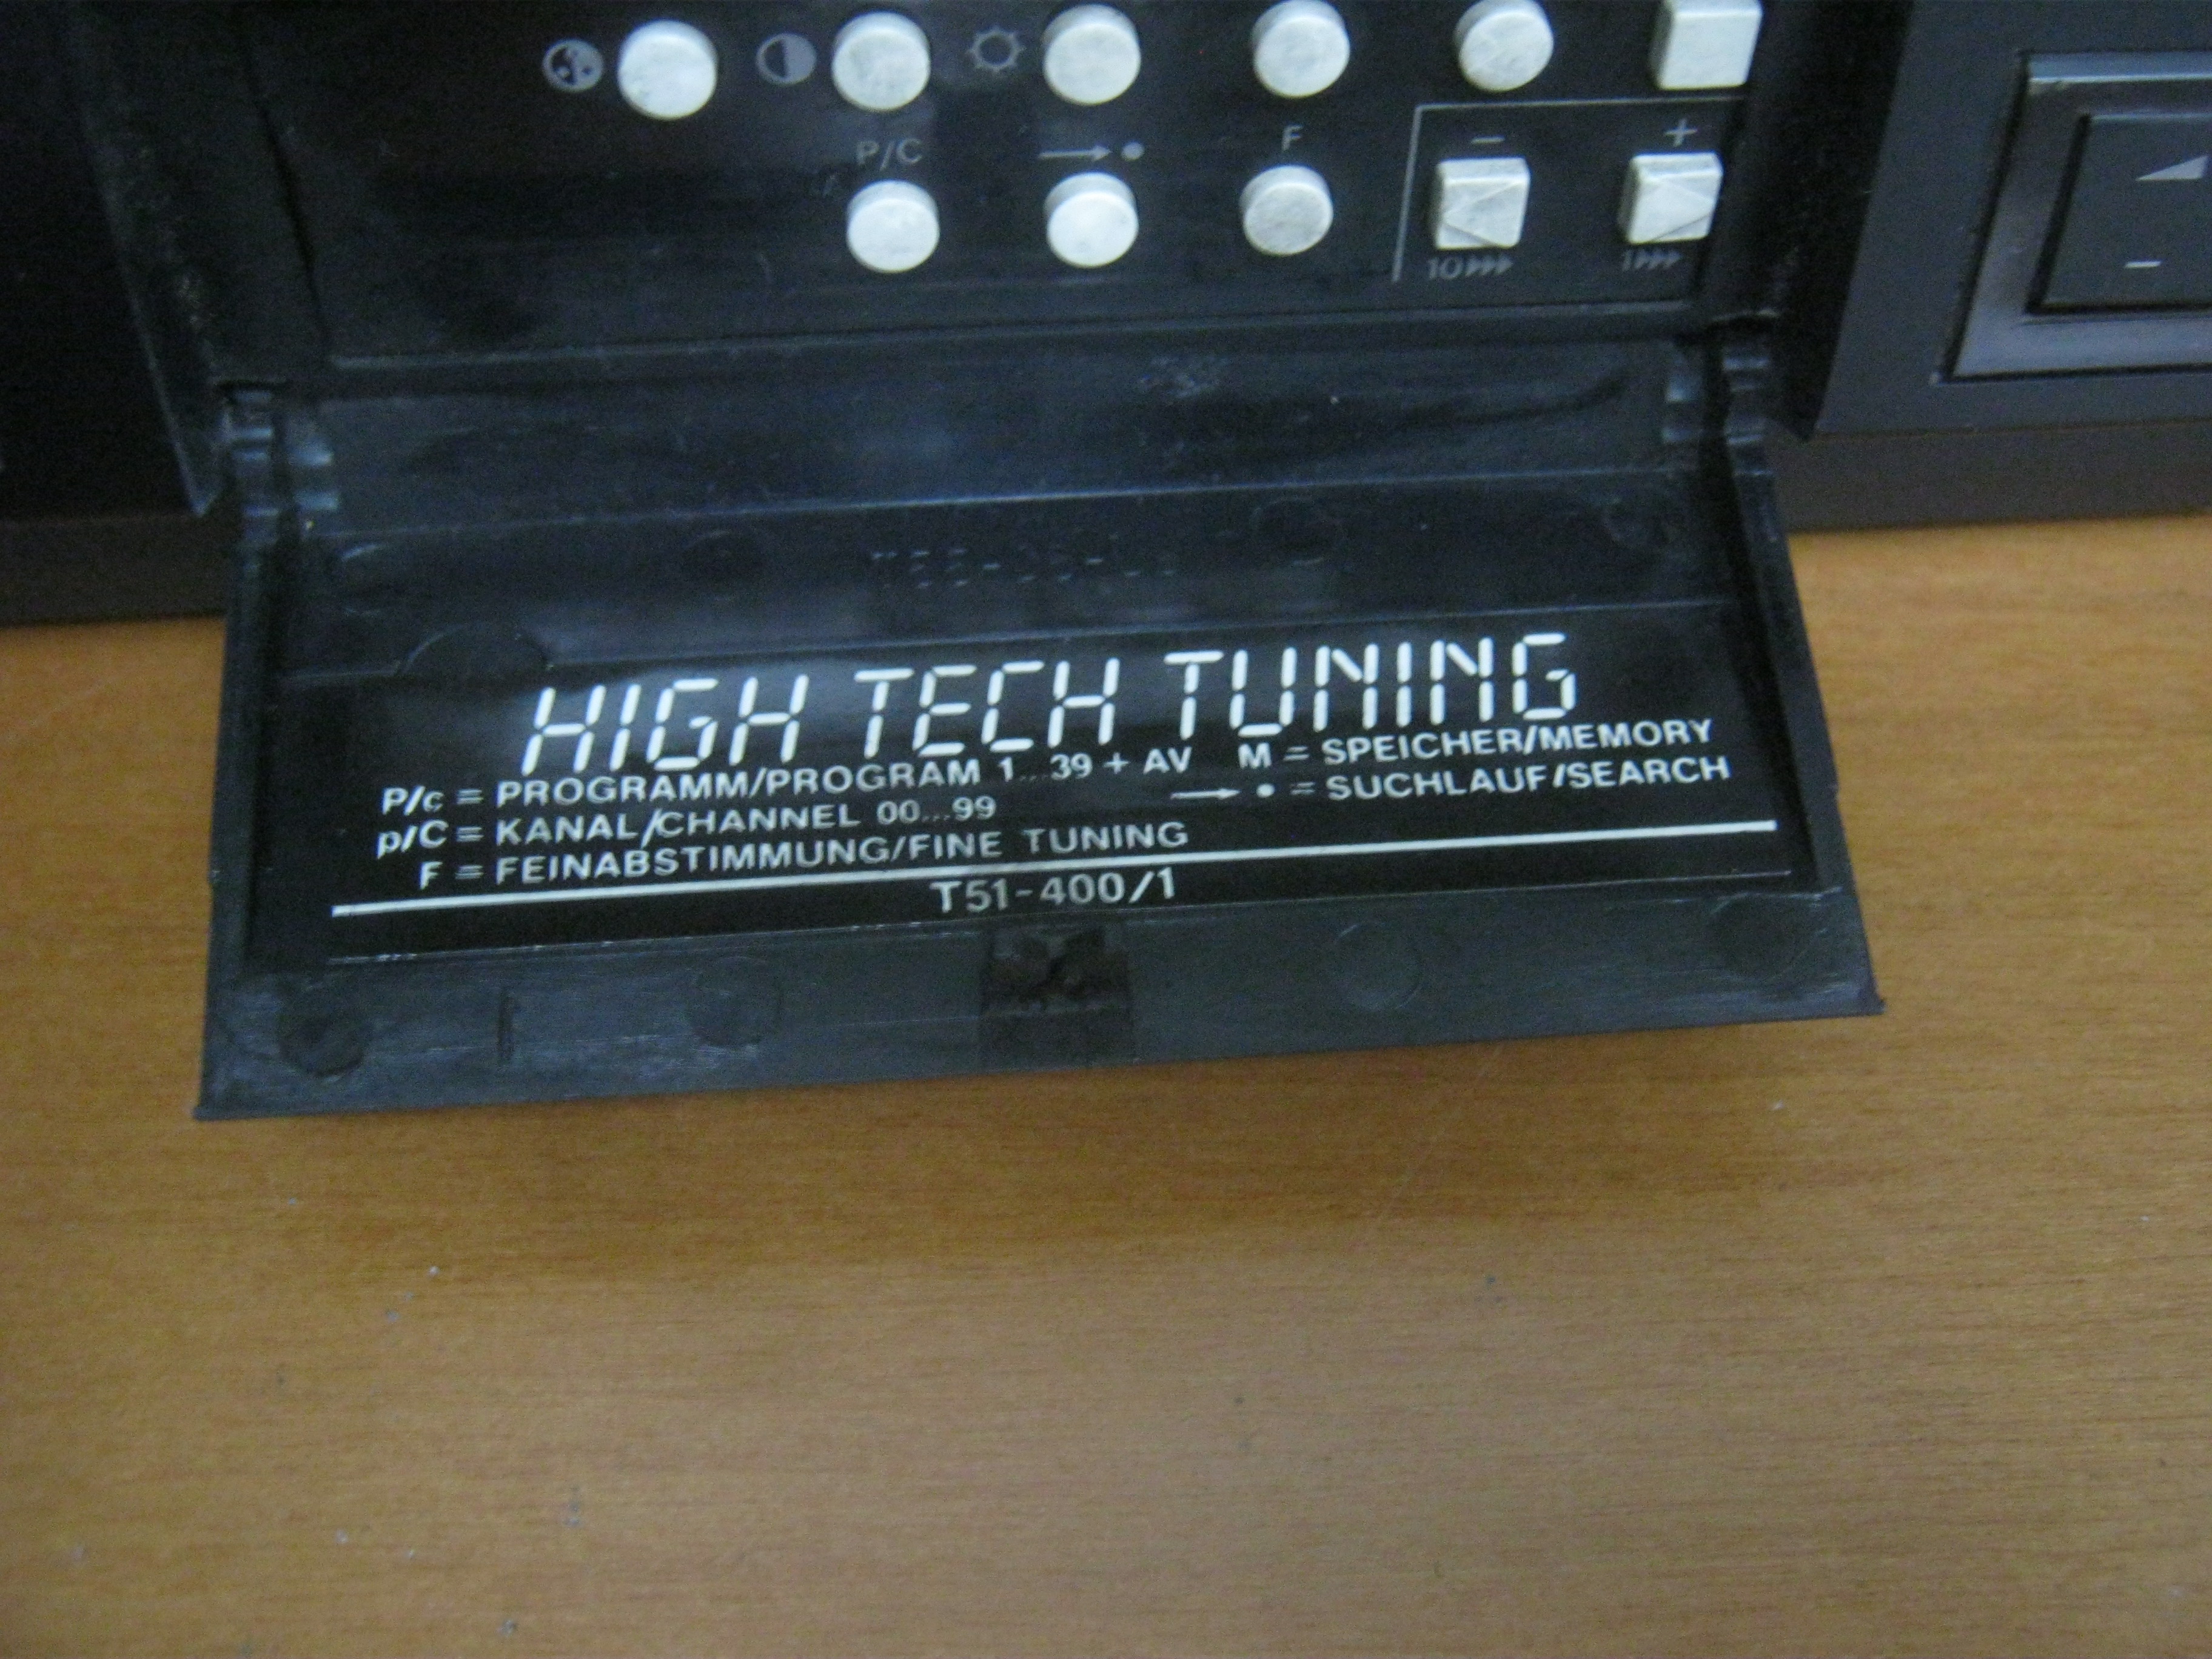 P/C → • F - +
10 1
HIGH TECH TUNING
P/c = PROGRAMM/PROGRAM 1...39 + AV M = SPEICHER/MEMORY
p/C = KANAL/CHANNEL 00...99 → • = SUCHLAUF/SEARCH
F = FEINABSTIMMUNG/FINE TUNING
T51-400/1